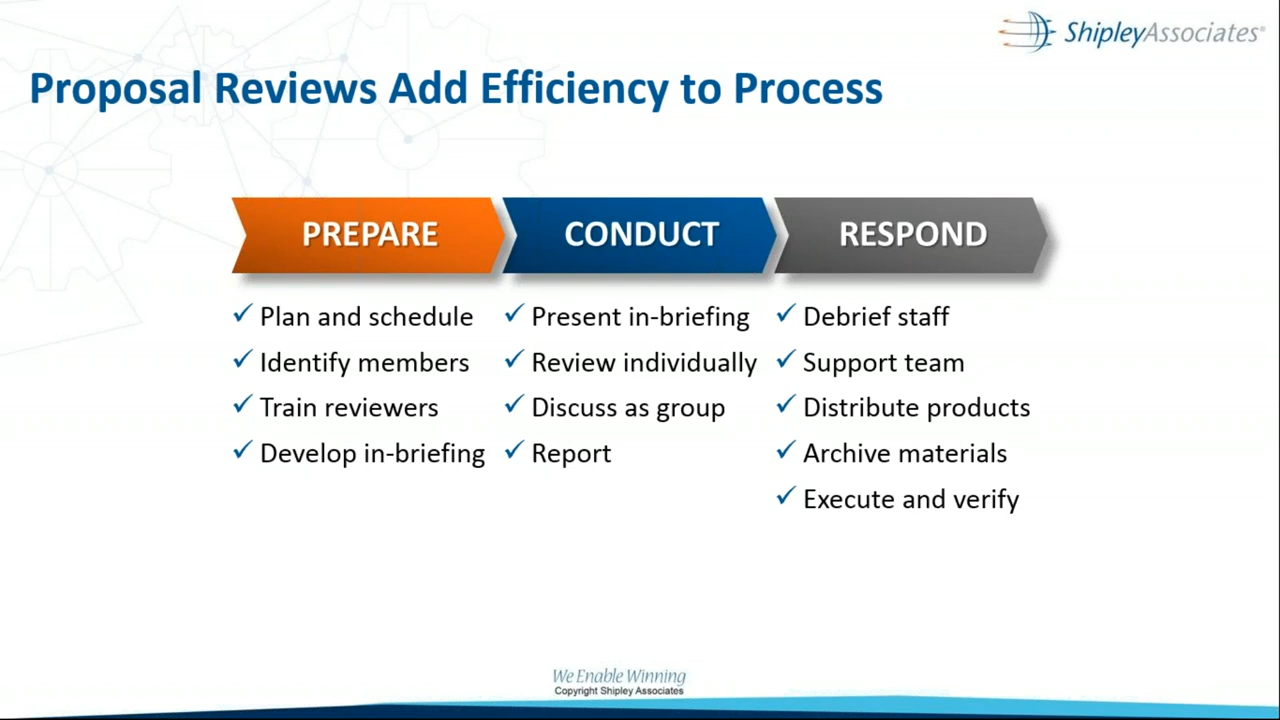 ShipleyAssociates®
Proposal Reviews Add Efficiency to Process
PREPARE
CONDUCT
RESPOND
✓ Plan and schedule
✓ Identify members
✓ Train reviewers
✓ Develop in-briefing
✓ Present in-briefing
✓ Review individually
✓ Discuss as group
✓ Report
✓ Debrief staff
✓ Support team
✓ Distribute products
✓ Archive materials
✓ Execute and verify
We Enable Winning
Copyright Shipley Associates